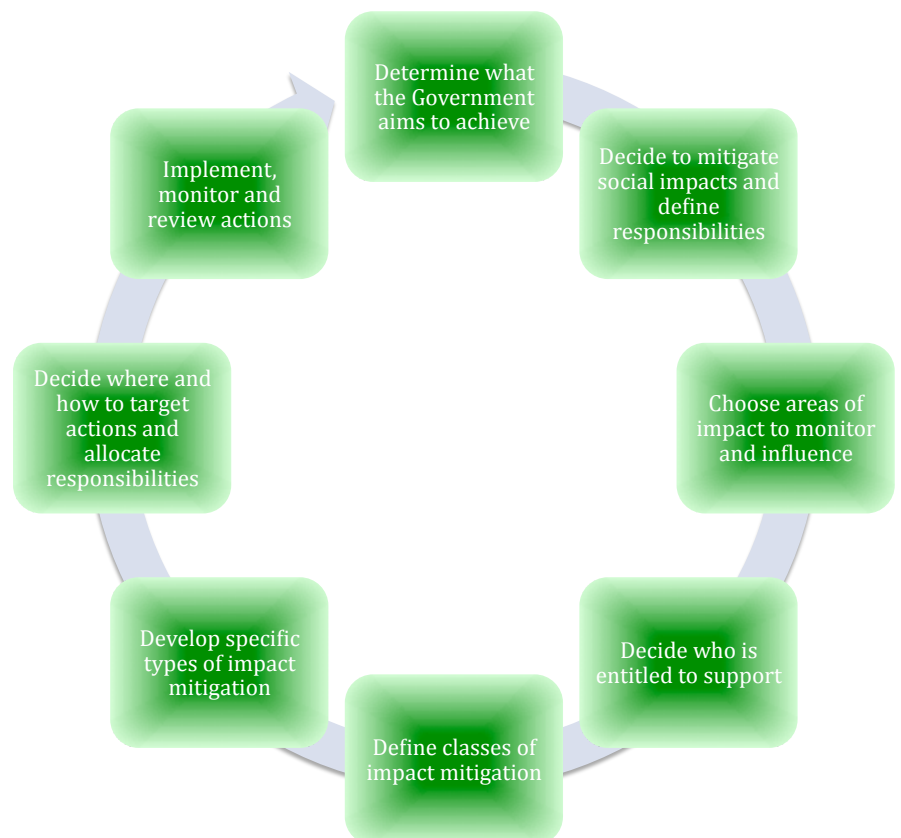 Determine what
the Government
aims to achieve
Decide to mitigate
social impacts and
define
responsibilities
Choose areas of
impact to monitor
and influence
Decide who is
entitled to support
Define classes of
impact mitigation
Develop specific
types of impact
mitigation
Decide where and
how to target
actions and
allocate
responsibilities
Implement,
monitor and
review actions